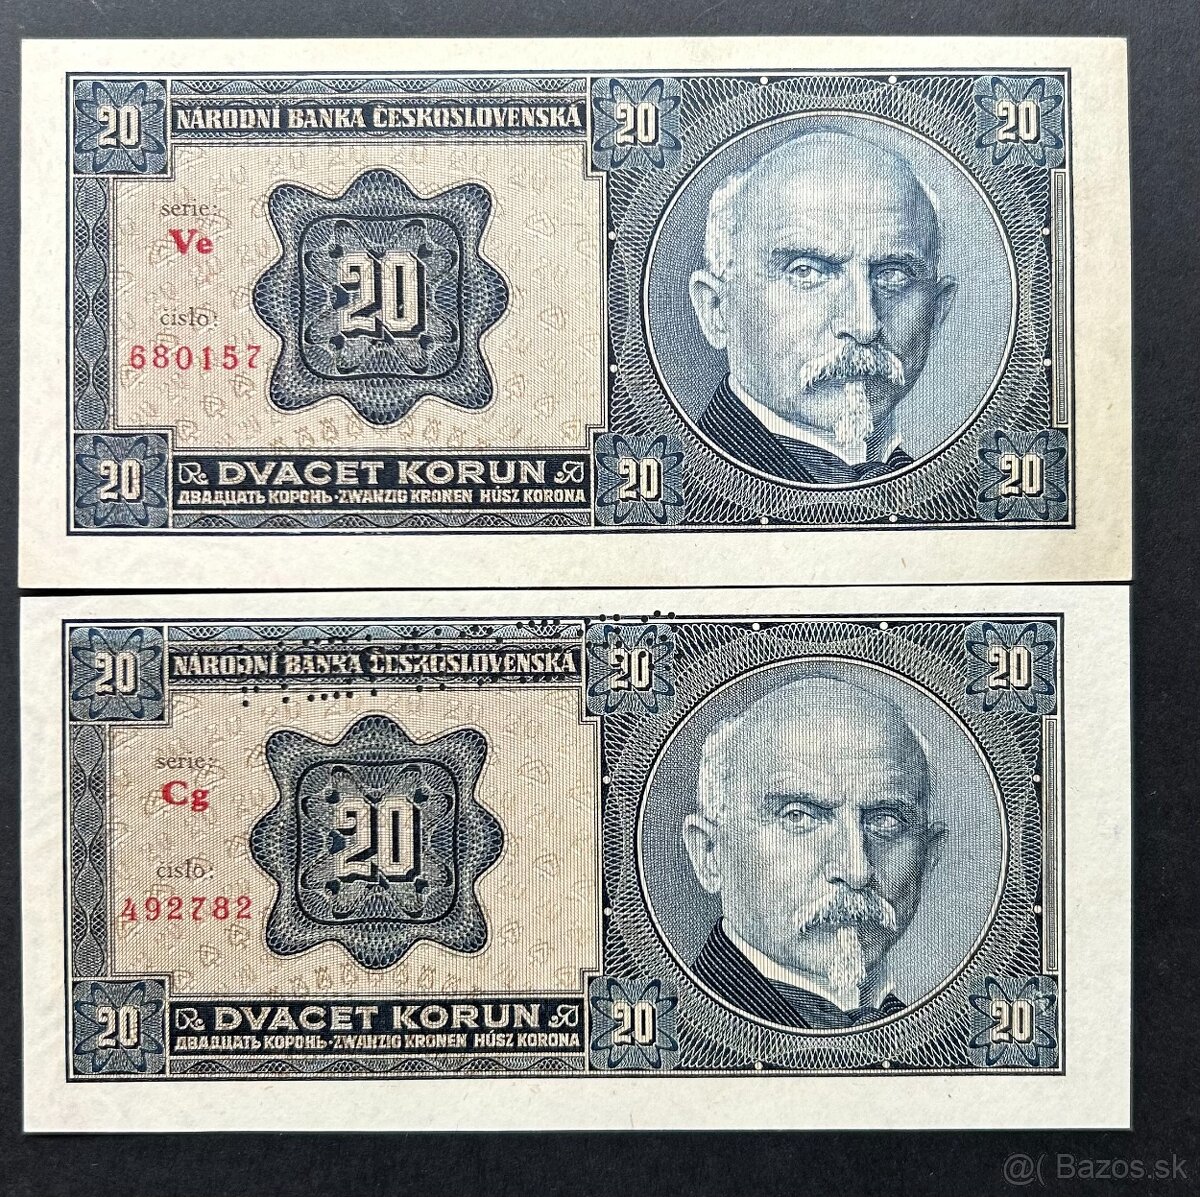 20 NÁRODNÍ BANKA ČESKOSLOVENSKÁ 20 20
serie:
Ve
20
číslo:
680157
20 DVACET KORUN 20 20
ДВАДЦАТЬ КОРОНЬ·ZWANZIG KRONEN HÚSZ KORONA
20 NÁRODNÍ BANKA ČESKOSLOVENSKÁ 20 20
serie:
Cg
20
číslo:
492782
20 DVACET KORUN 20 20
ДВАДЦАТЬ КОРОНЬ·ZWANZIG KRONEN HÚSZ KORONA
@( Bazos.sk